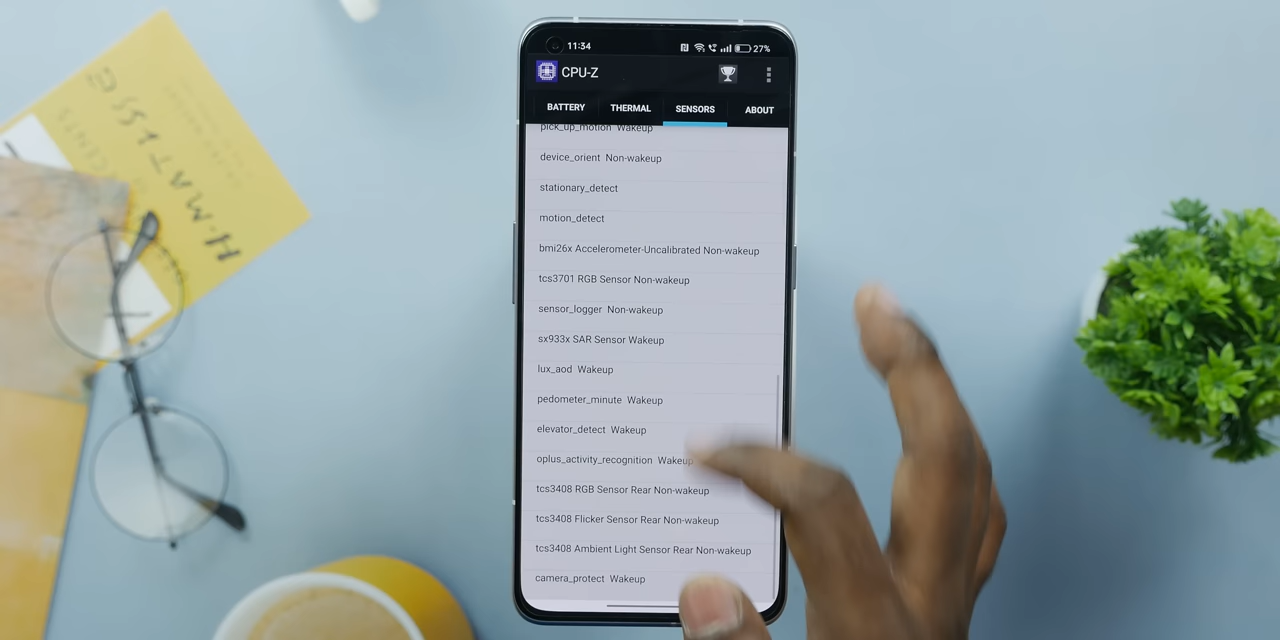 11:34
27%
CPU-Z
BATTERY THERMAL SENSORS ABOUT
pick_up_motion Wakeup
device_orient Non-wakeup
stationary_detect
motion_detect
bmi26x Accelerometer-Uncalibrated Non-wakeup
tcs3701 RGB Sensor Non-wakeup
sensor_logger Non-wakeup
sx933x SAR Sensor Wakeup
lux_aod Wakeup
pedometer_minute Wakeup
elevator_detect Wakeup
oplus_activity_recognition Wakeup
tcs3408 RGB Sensor Rear Non-wakeup
tcs3408 Flicker Sensor Rear Non-wakeup
tcs3408 Ambient Light Sensor Rear Non-wakeup
camera_protect Wakeup